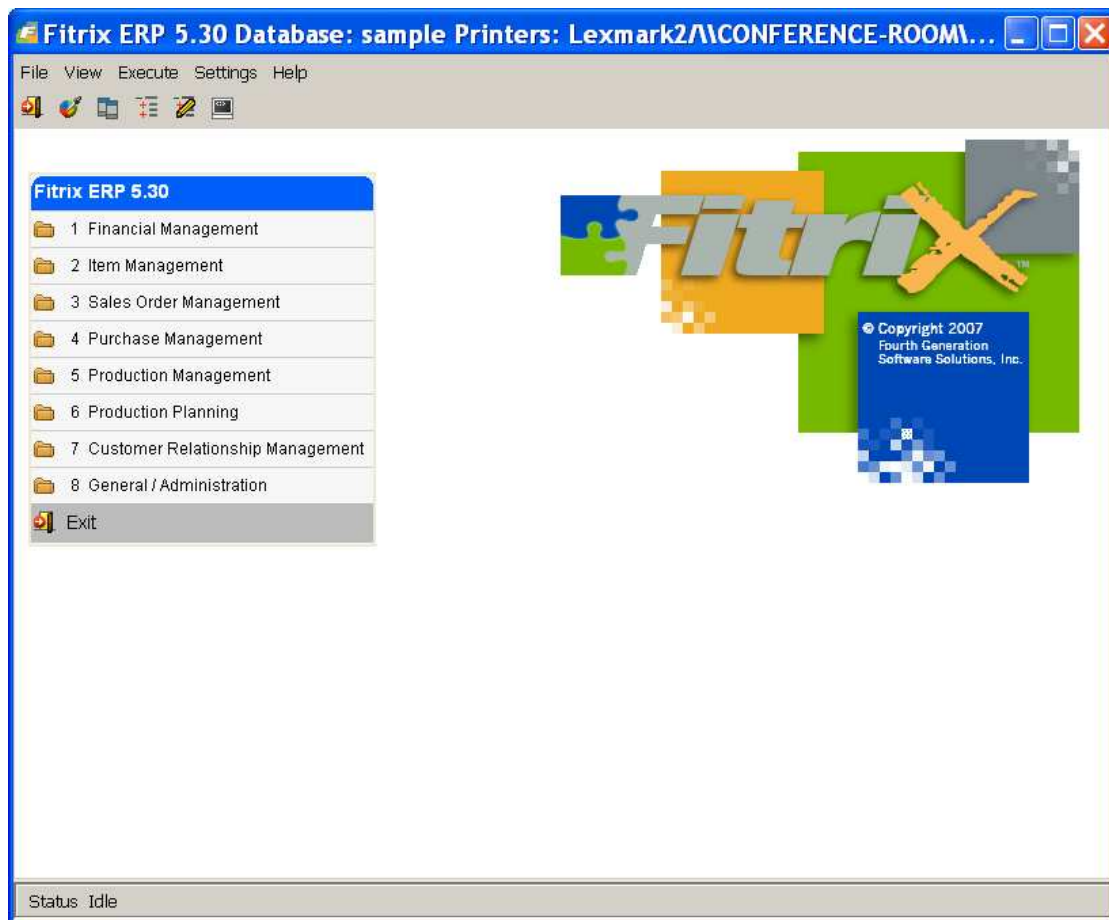 Fitrix ERP 5.30 Database: sample Printers: Lexmark2/\\CONFERENCE-ROOM\...
File View Execute Settings Help
Fitrix ERP 5.30
1 Financial Management
2 Item Management
3 Sales Order Management
4 Purchase Management
5 Production Management
6 Production Planning
7 Customer Relationship Management
8 General / Administration
Exit
FitriX™
© Copyright 2007
Fourth Generation
Software Solutions, Inc.
Status Idle